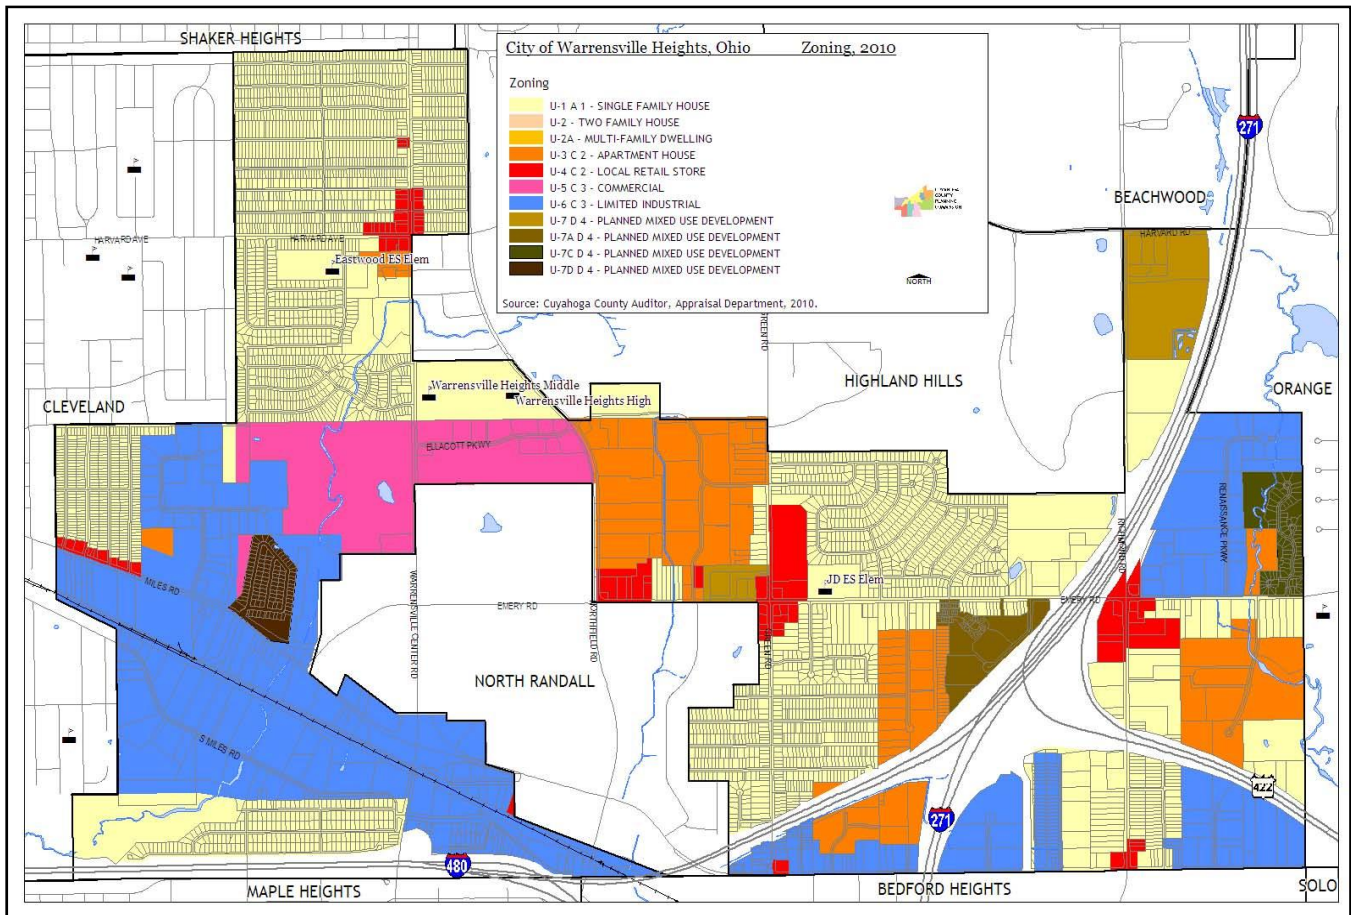 SHAKER HEIGHTS
City of Warrensville Heights, Ohio Zoning, 2010
Zoning
U-1 A 1 - SINGLE FAMILY HOUSE
U-2 - TWO FAMILY HOUSE
U-2A - MULTI-FAMILY DWELLING
U-3 C 2 - APARTMENT HOUSE
U-4 C 2 - LOCAL RETAIL STORE
U-5 C 3 - COMMERCIAL
U-6 C 3 - LIMITED INDUSTRIAL
U-7 D 4 - PLANNED MIXED USE DEVELOPMENT
U-7A D 4 - PLANNED MIXED USE DEVELOPMENT
U-7C D 4 - PLANNED MIXED USE DEVELOPMENT
U-7D D 4 - PLANNED MIXED USE DEVELOPMENT
NORTH
Source: Cuyahoga County Auditor, Appraisal Department, 2010.
271
BEACHWOOD
HARVARD RD
HARVARD AVE
HARVARD AVE
Eastwood ES Elem
GREEN RD
HIGHLAND HILLS
ORANGE
Warrensville Heights Middle
Warrensville Heights High
CLEVELAND
ELLACOTT PKWY
RENAISSANCE PKWY
RICHMOND RD
MILES RD
JD ES Elem
EMERY RD
EMERY RD
WARRENSVILLE CENTER RD
NORTHFIELD RD
GREEN RD
NORTH RANDALL
S MILES RD
422
271
480
MAPLE HEIGHTS
BEDFORD HEIGHTS
SOLO